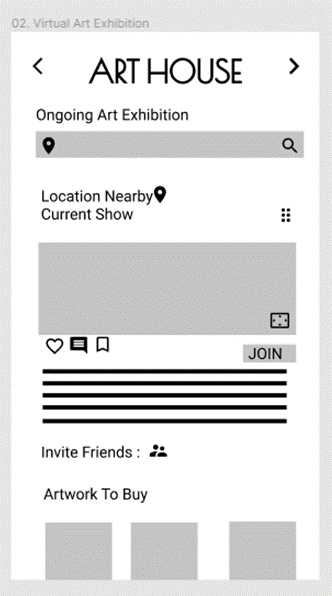 02. Virtual Art Exhibition
ART HOUSE
Ongoing Art Exhibition
Location Nearby
Current Show
JOIN
Invite Friends :
Artwork To Buy